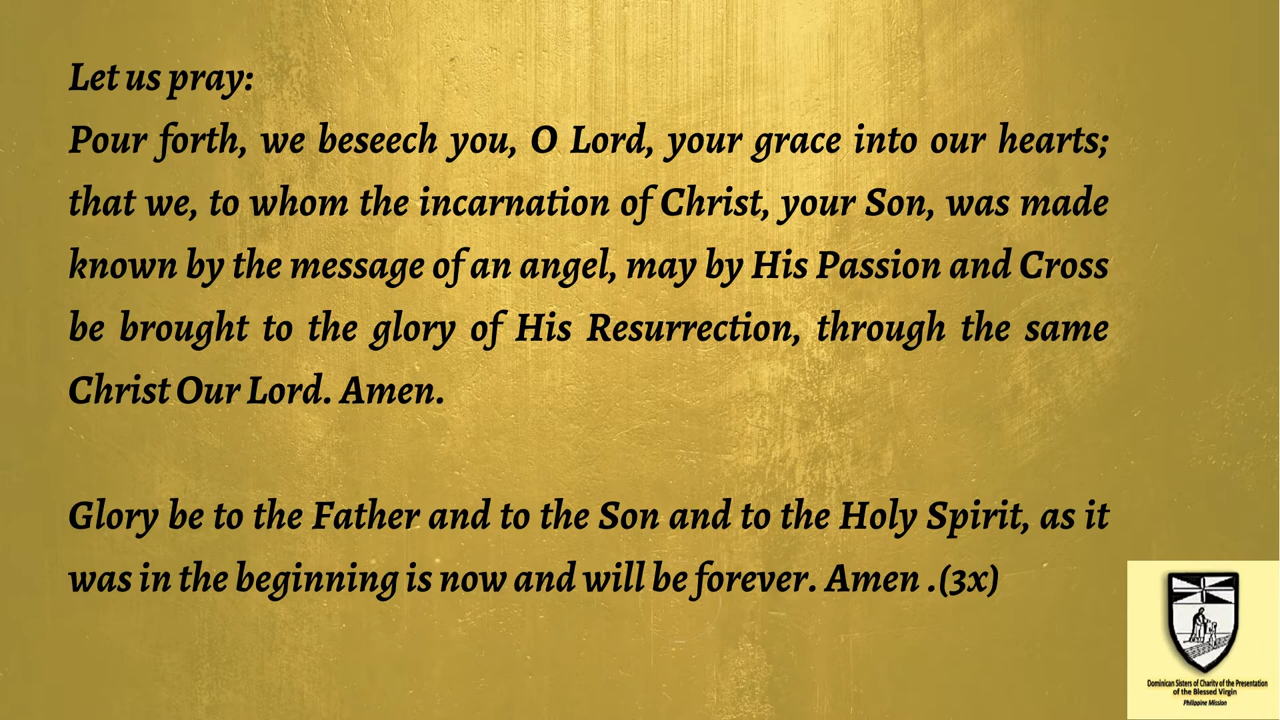 Let us pray:
Pour forth, we beseech you, O Lord, your grace into our hearts;
that we, to whom the incarnation of Christ, your Son, was made
known by the message of an angel, may by His Passion and Cross
be brought to the glory of His Resurrection, through the same
Christ Our Lord. Amen.
Glory be to the Father and to the Son and to the Holy Spirit, as it
was in the beginning is now and will be forever. Amen .(3x)
Dominican Sisters of Charity of the Presentation
of the Blessed Virgin
Philippine Mission